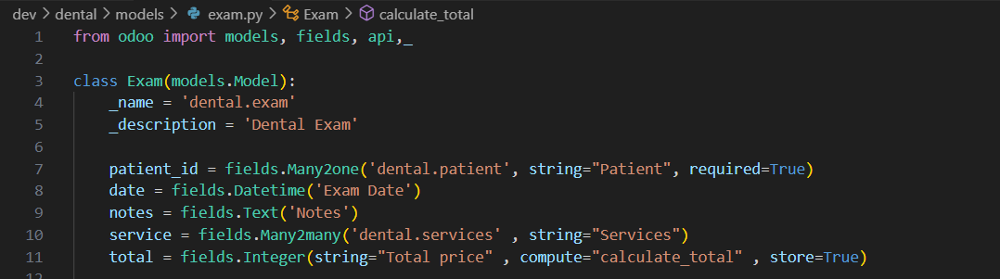 dev > dental > models > exam.py > Exam > calculate_total
1 from odoo import models, fields, api,_
2
3 class Exam(models.Model):
4     _name = 'dental.exam'
5     _description = 'Dental Exam'
6
7     patient_id = fields.Many2one('dental.patient', string="Patient", required=True)
8     date = fields.Datetime('Exam Date')
9     notes = fields.Text('Notes')
10     service = fields.Many2many('dental.services' , string="Services")
11     total = fields.Integer(string="Total price" , compute="calculate_total" , store=True)
12